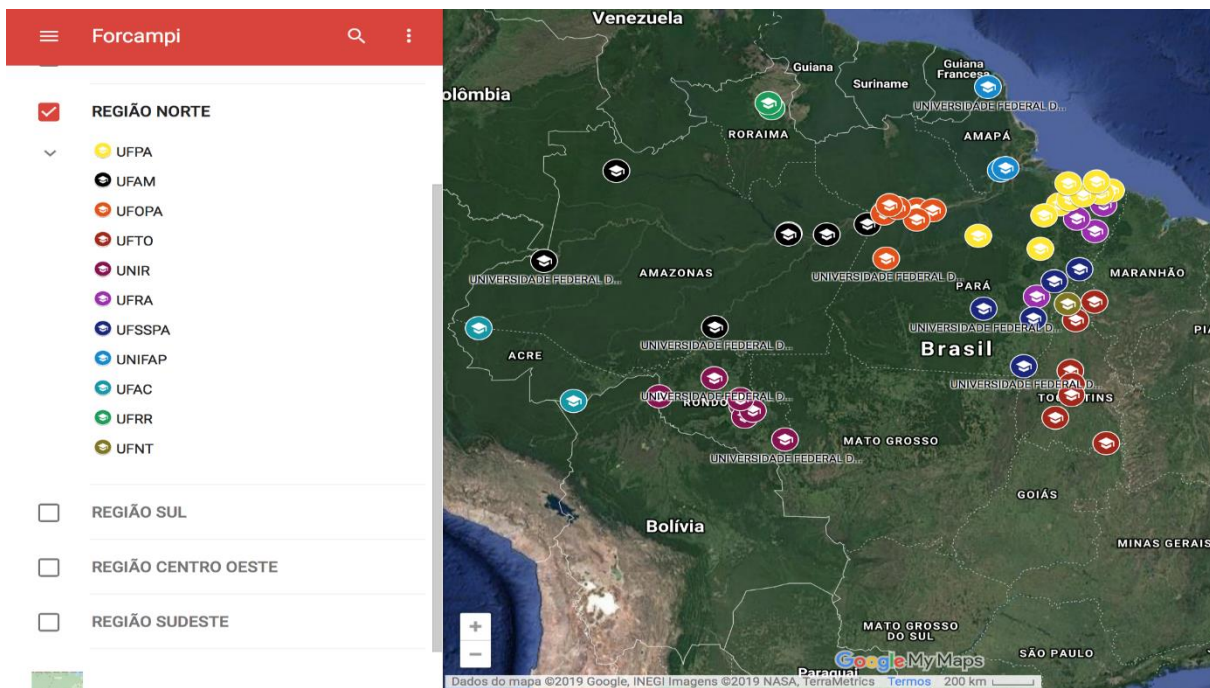 Forcampi
REGIÃO NORTE
UFPA
UFAM
UFOPA
UFTO
UNIR
UFRA
UFSSPA
UNIFAP
UFAC
UFRR
UFNT
REGIÃO SUL
REGIÃO CENTRO OESTE
REGIÃO SUDESTE
Venezuela
Guiana
Guiana
Francesa
Suriname
olômbia
UNIVERSIDADE FEDERAL D...
RORAIMA
AMAPÁ
AMAZONAS
UNIVERSIDADE FEDERAL D...
UNIVERSIDADE FEDERAL D...
PARÁ
MARANHÃO
UNIVERSIDADE FEDERAL D...
PI
UNIVERSIDADE FEDERAL D...
Brasil
ACRE
UNIVERSIDADE FEDERAL D...
UNIVERSIDADE FEDERAL D...
MATO GROSSO
UNIVERSIDADE FEDERAL D...
GOIÁS
Bolívia
MINAS GERAIS
MATO GROSSO
DO SUL
SÃO PAULO
Google My Maps
Paraguai
Dados do mapa ©2019 Google, INEGI Imagens ©2019 NASA, TerraMetrics Termos 200 km